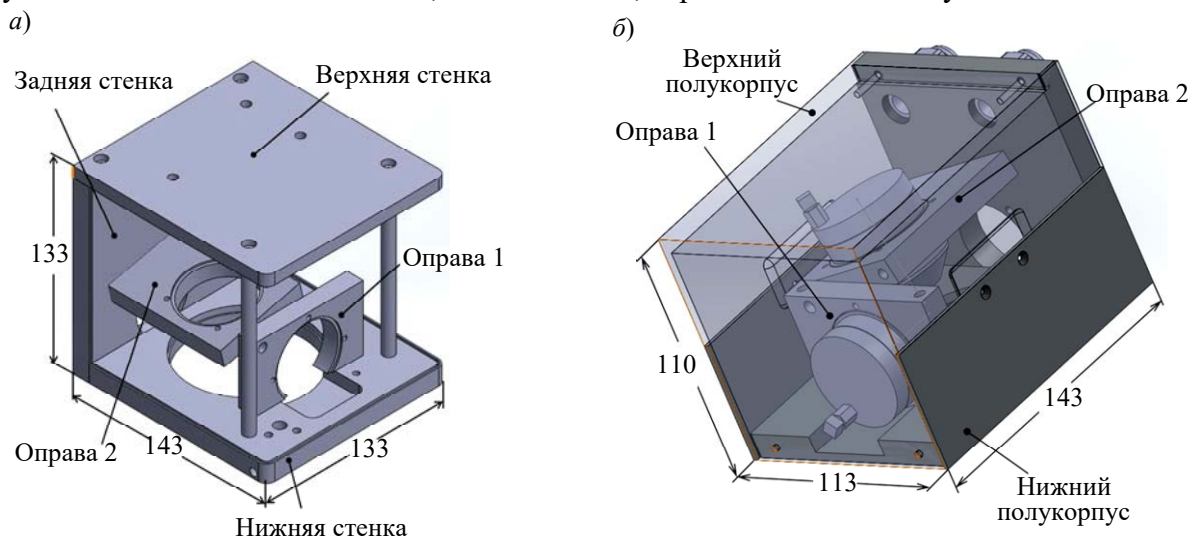 а)
Задняя стенка
Верхняя стенка
133
Оправа 1
Оправа 2
143
133
Нижняя стенка
б)
Верхний
полукорпус
Оправа 1
Оправа 2
110
143
113
Нижний
полукорпус